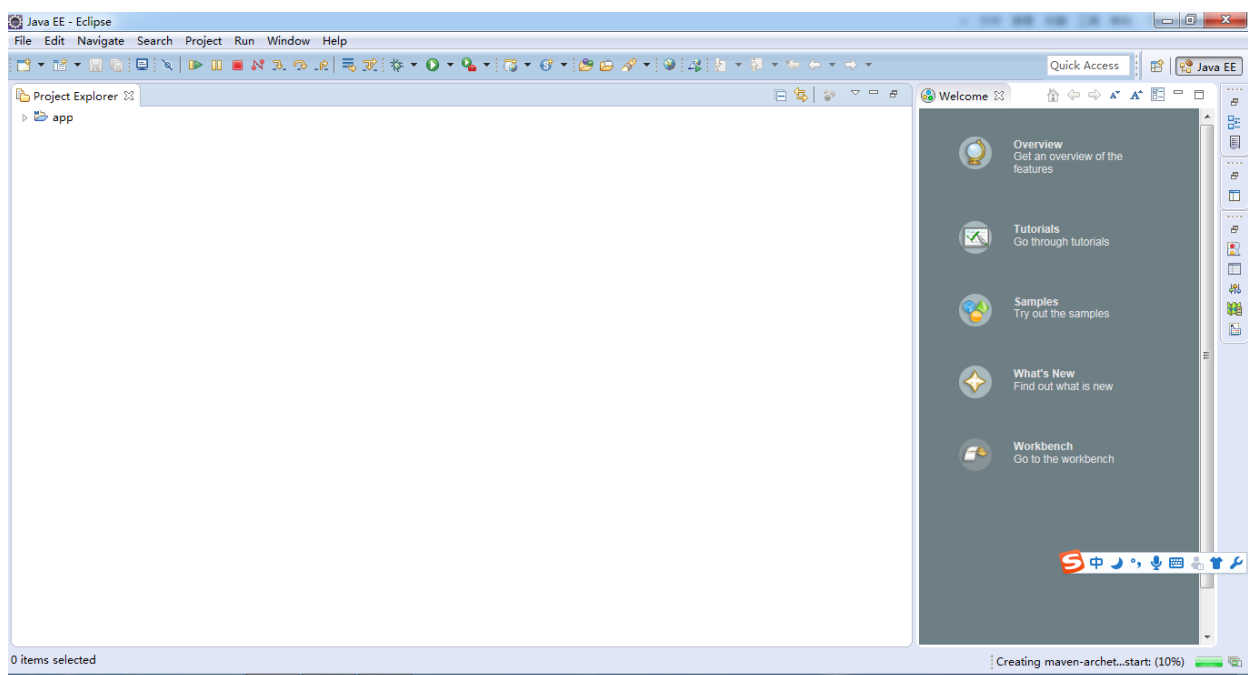 Java EE - Eclipse
File Edit Navigate Search Project Run Window Help
Quick Access
Java EE
Project Explorer
Welcome
app
Overview
Get an overview of the
features
Tutorials
Go through tutorials
Samples
Try out the samples
What's New
Find out what is new
Workbench
Go to the workbench
中
0 items selected
Creating maven-archet...start: (10%)